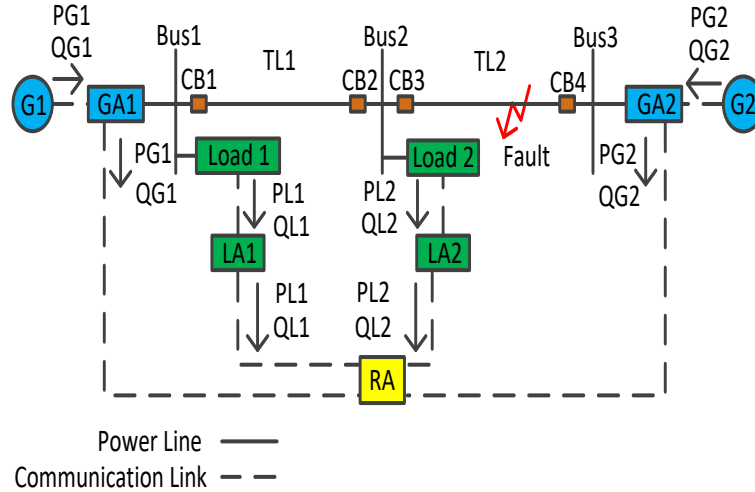 PG1
QG1
Bus1
TL1
Bus2
TL2
Bus3
PG2
QG2
CB1
CB2
CB3
CB4
G1
GA1
GA2
G2
PG1
QG1
Load 1
Load 2
Fault
PG2
QG2
PL1
QL1
PL2
QL2
LA1
LA2
PL1
QL1
PL2
QL2
RA
Power Line
Communication Link